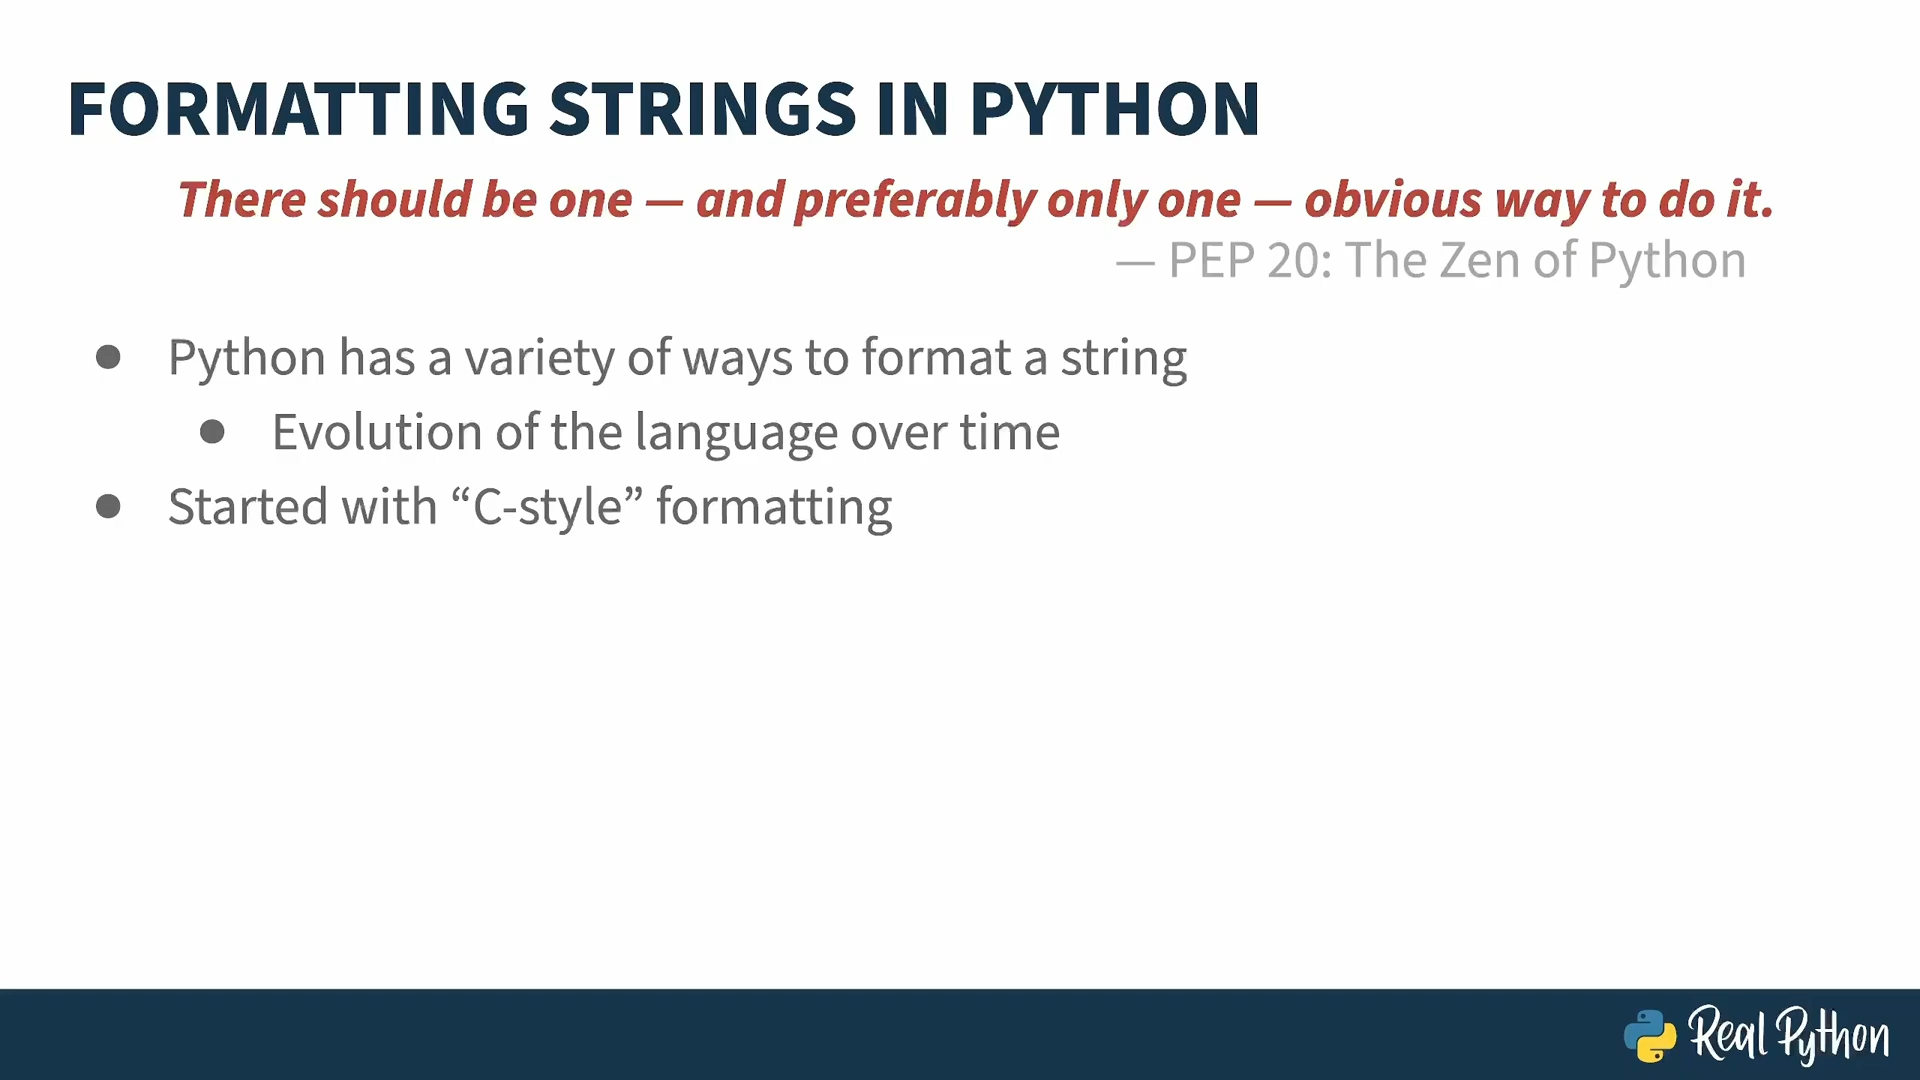 FORMATTING STRINGS IN PYTHON
There should be one — and preferably only one — obvious way to do it.
— PEP 20: The Zen of Python
● Python has a variety of ways to format a string
● Evolution of the language over time
● Started with “C-style” formatting
Real Python